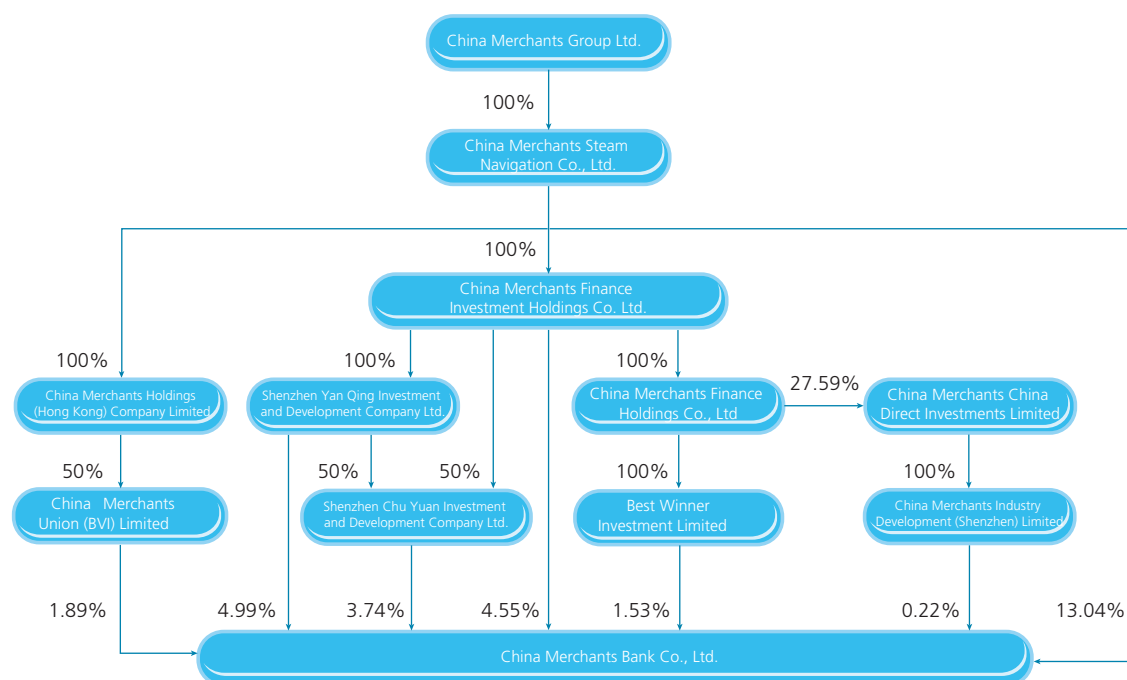 China Merchants Group Ltd.
100%
China Merchants Steam
Navigation Co., Ltd.
100%
China Merchants Finance
Investment Holdings Co. Ltd.
100%
100%
100%
China Merchants Holdings
(Hong Kong) Company Limited
Shenzhen Yan Qing Investment
and Development Company Ltd.
China Merchants Finance
Holdings Co., Ltd
27.59%
China Merchants China
Direct Investments Limited
50%
50%
50%
100%
100%
China Merchants
Union (BVI) Limited
Shenzhen Chu Yuan Investment
and Development Company Ltd.
Best Winner
Investment Limited
China Merchants Industry
Development (Shenzhen) Limited
1.89%
4.99%
3.74%
4.55%
1.53%
0.22%
13.04%
China Merchants Bank Co., Ltd.